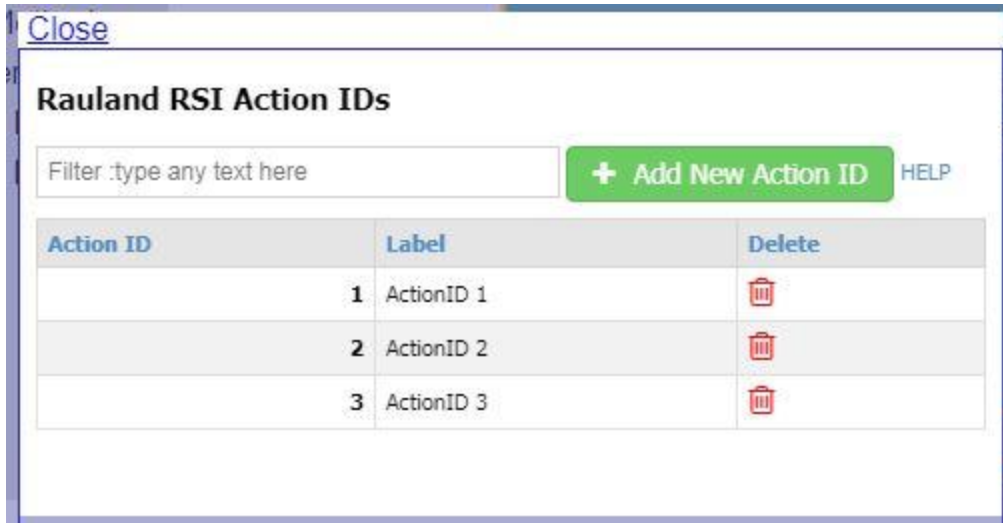 Close
Rauland RSI Action IDs
Filter :type any text here
+ Add New Action ID HELP
Action ID Label Delete
1 ActionID 1
2 ActionID 2
3 ActionID 3